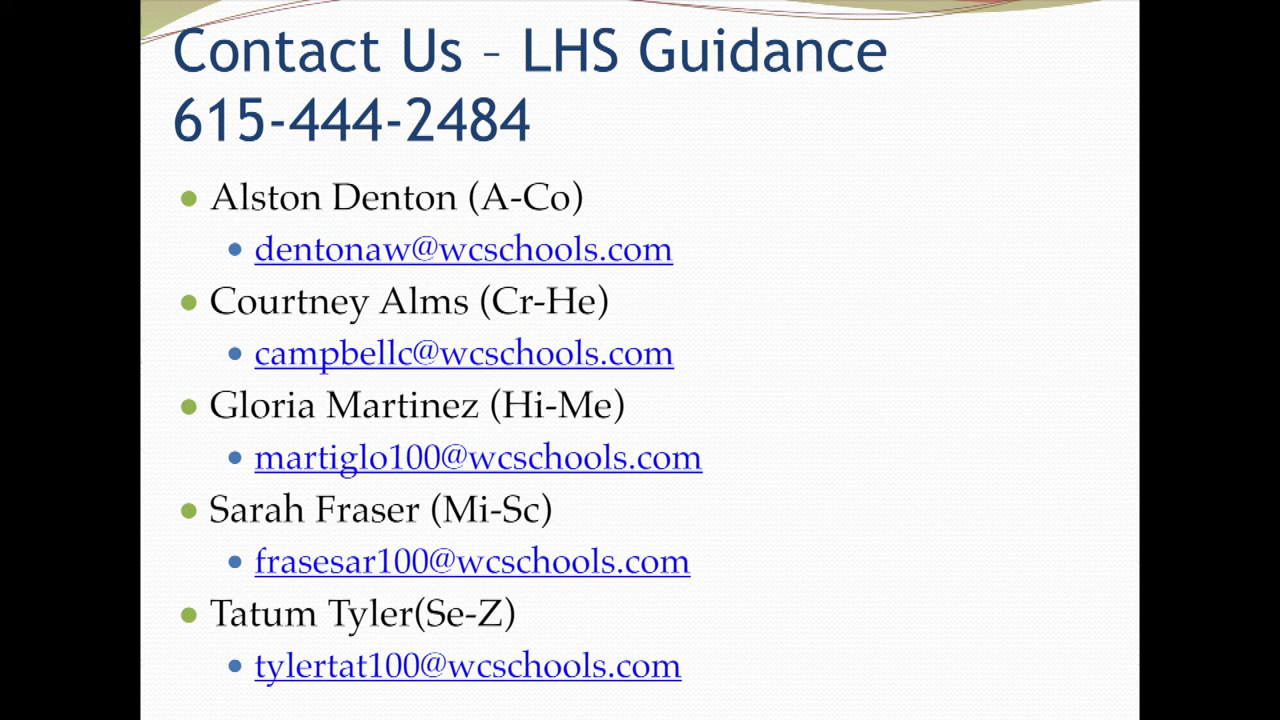 Contact Us – LHS Guidance
615-444-2484
Alston Denton (A-Co)
dentonaw@wcschools.com
Courtney Alms (Cr-He)
campbellc@wcschools.com
Gloria Martinez (Hi-Me)
martiglo100@wcschools.com
Sarah Fraser (Mi-Sc)
frasesar100@wcschools.com
Tatum Tyler(Se-Z)
tylertat100@wcschools.com